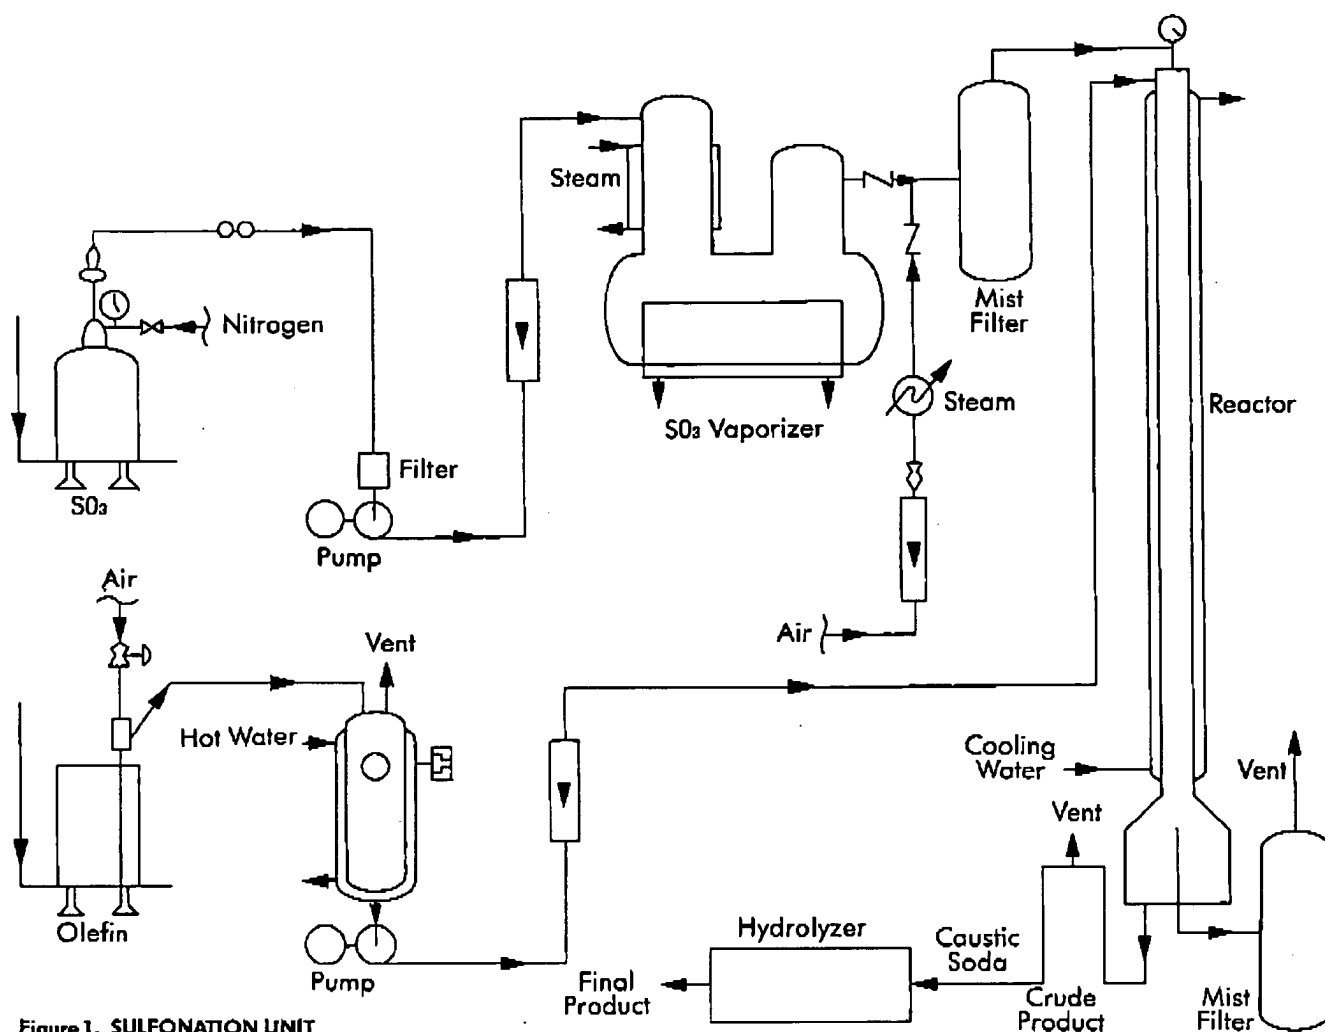 Steam
Nitrogen
Mist
Filter
Steam
Reactor
SO₃ Vaporizer
Filter
SO₃
Pump
Air
Vent
Air
Hot Water
Cooling
Water
Vent
Vent
Olefin
Hydrolyzer
Caustic
Soda
Pump
Final
Product
Crude
Product
Mist
Filter
Figure 1. SULFONATION UNIT